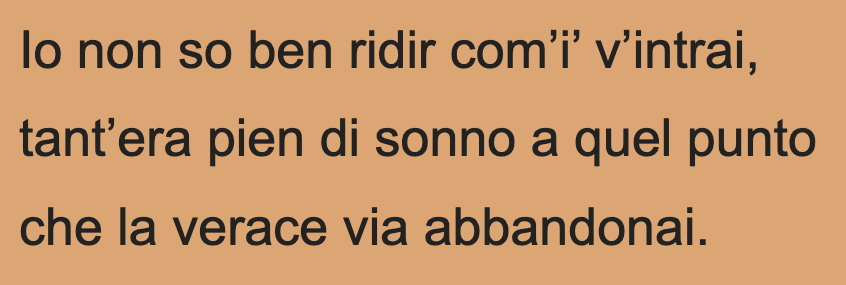 Io non so ben ridir com’i’ v’intrai,
tant’era pien di sonno a quel punto
che la verace via abbandonai.